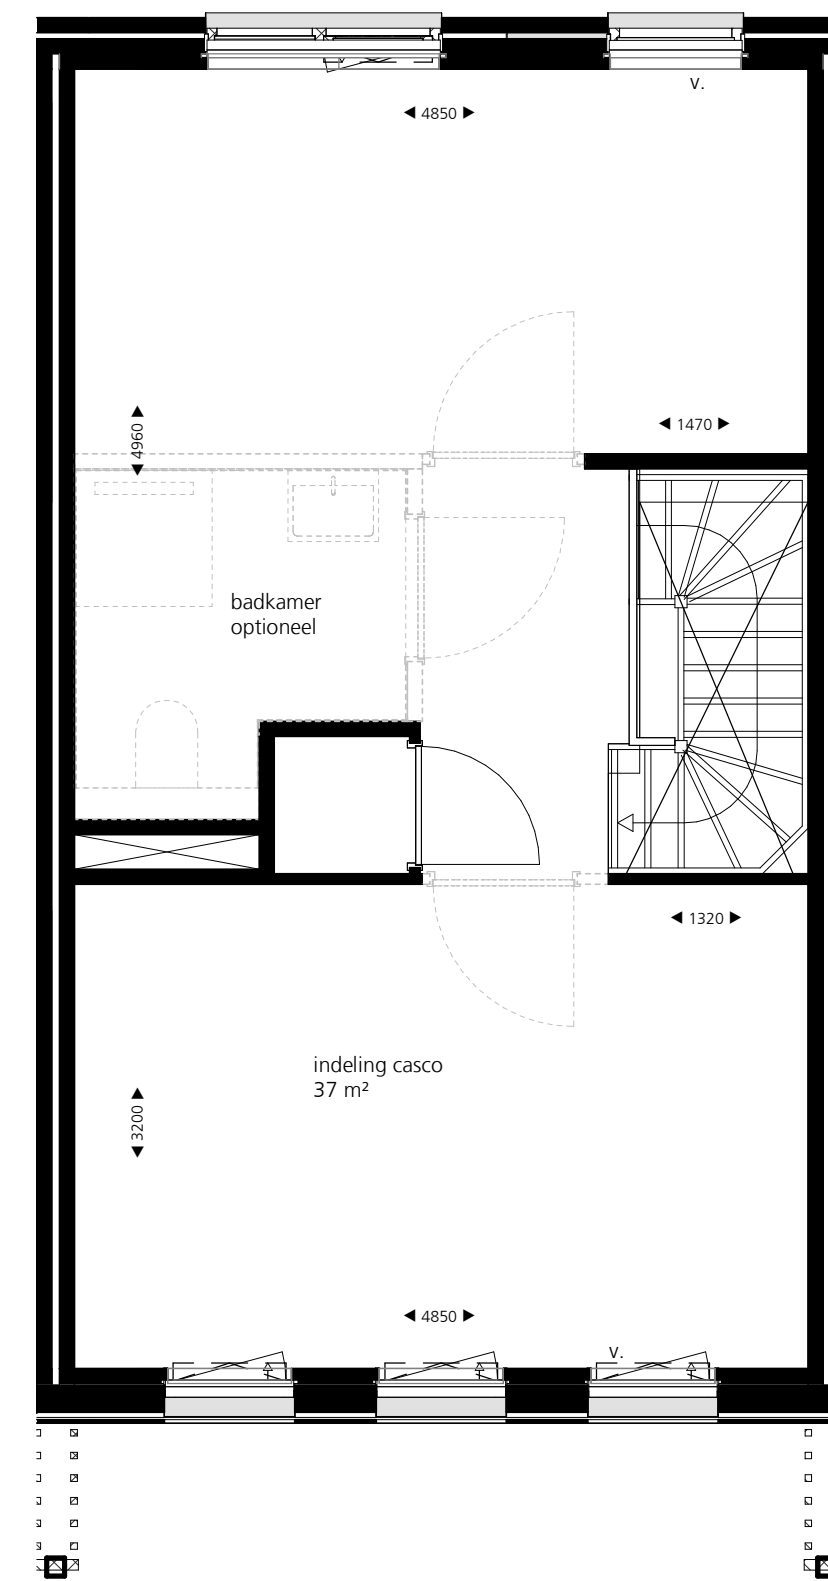 v.
4850
4960
1470
badkamer
optioneel
1320
indeling casco
37 m²
3200
4850
v.